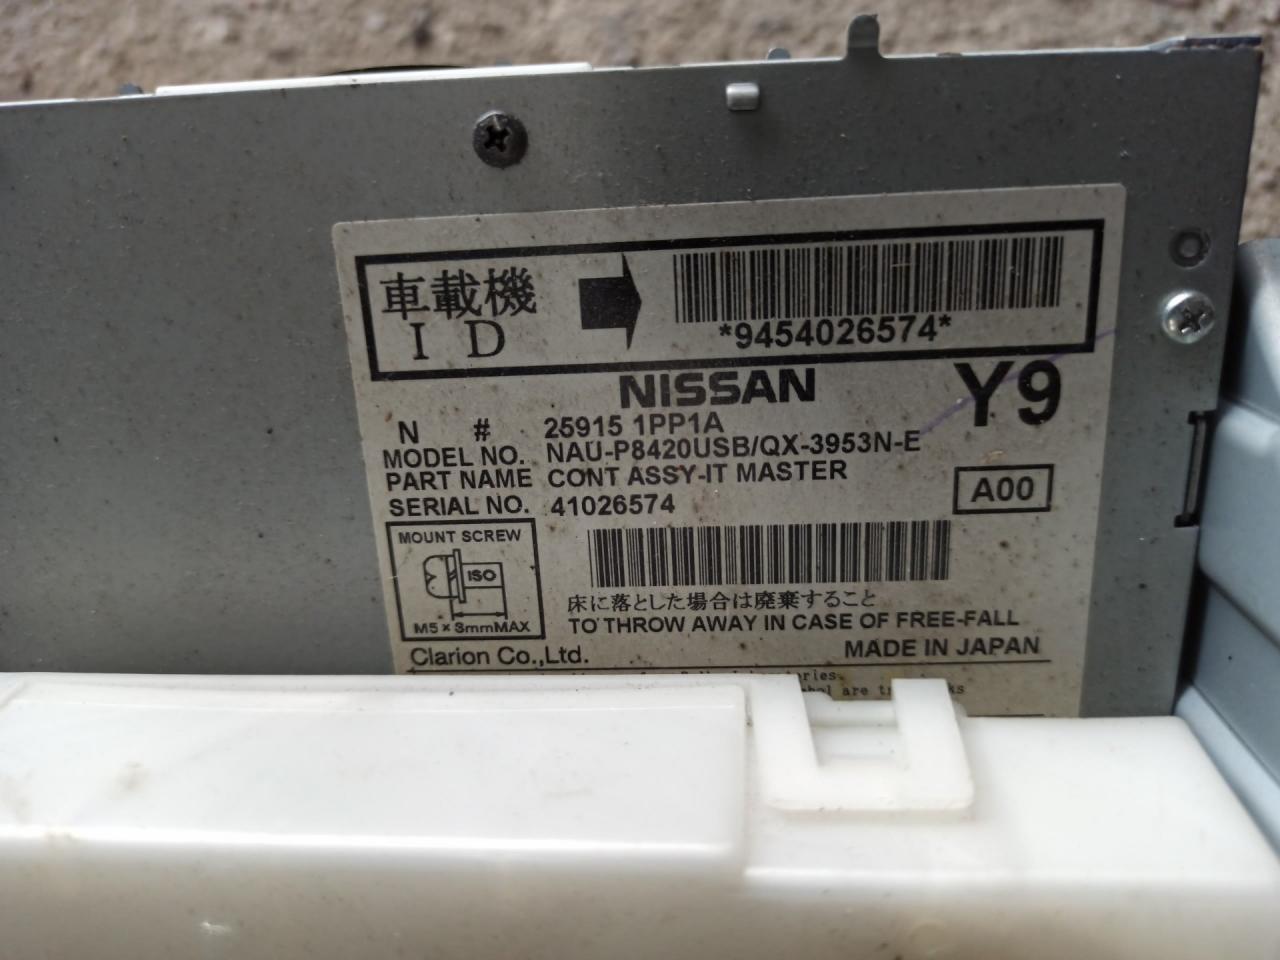 車載機
ID
*9454026574*
NISSAN
Y9
N # 25915 1PP1A
MODEL NO. NAU-P8420USB/QX-3953N-E
PART NAME CONT ASSY-IT MASTER
SERIAL NO. 41026574
A00
MOUNT SCREW
ISO
M5 × 8mmMAX
床に落とした場合は廃棄すること
TO THROW AWAY IN CASE OF FREE-FALL
Clarion Co.,Ltd.
MADE IN JAPAN
are